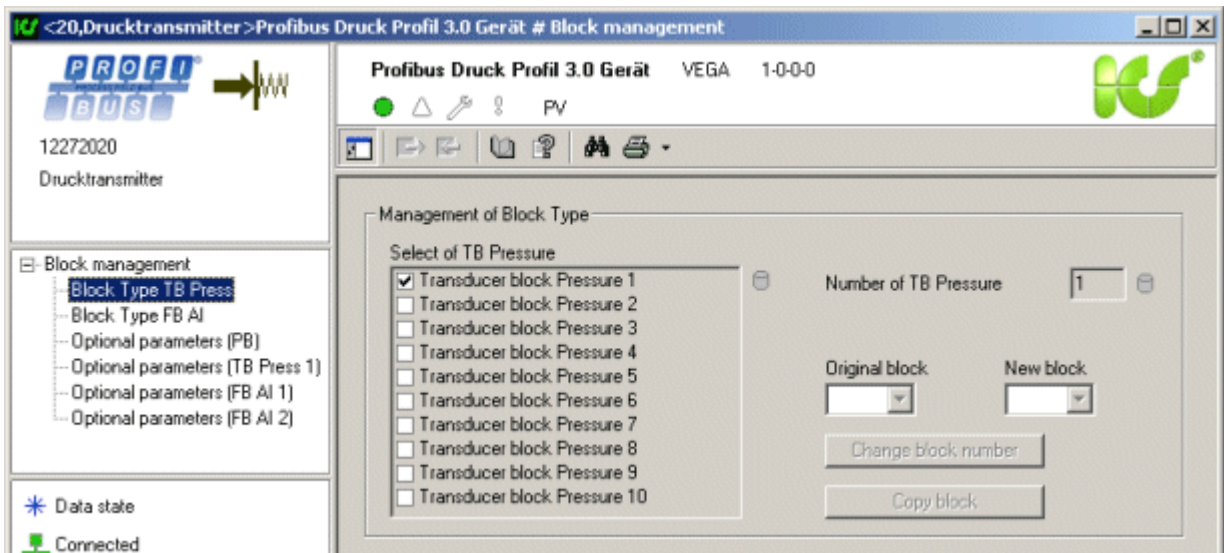 <20,Drucktransmitter>Profibus Druck Profil 3.0 Gerät # Block management
PROFI
PROCESS FIELD BUS
BUS
12272020
Drucktransmitter
Profibus Druck Profil 3.0 Gerät VEGA 1-0-0-0
PV
Block management
Block Type TB Press
Block Type FB AI
Optional parameters (PB)
Optional parameters (TB Press 1)
Optional parameters (FB AI 1)
Optional parameters (FB AI 2)
Data state
Connected
Management of Block Type
Select of TB Pressure
Transducer block Pressure 1
Transducer block Pressure 2
Transducer block Pressure 3
Transducer block Pressure 4
Transducer block Pressure 5
Transducer block Pressure 6
Transducer block Pressure 7
Transducer block Pressure 8
Transducer block Pressure 9
Transducer block Pressure 10
Number of TB Pressure 1
Original block New block
Change block number
Copy block